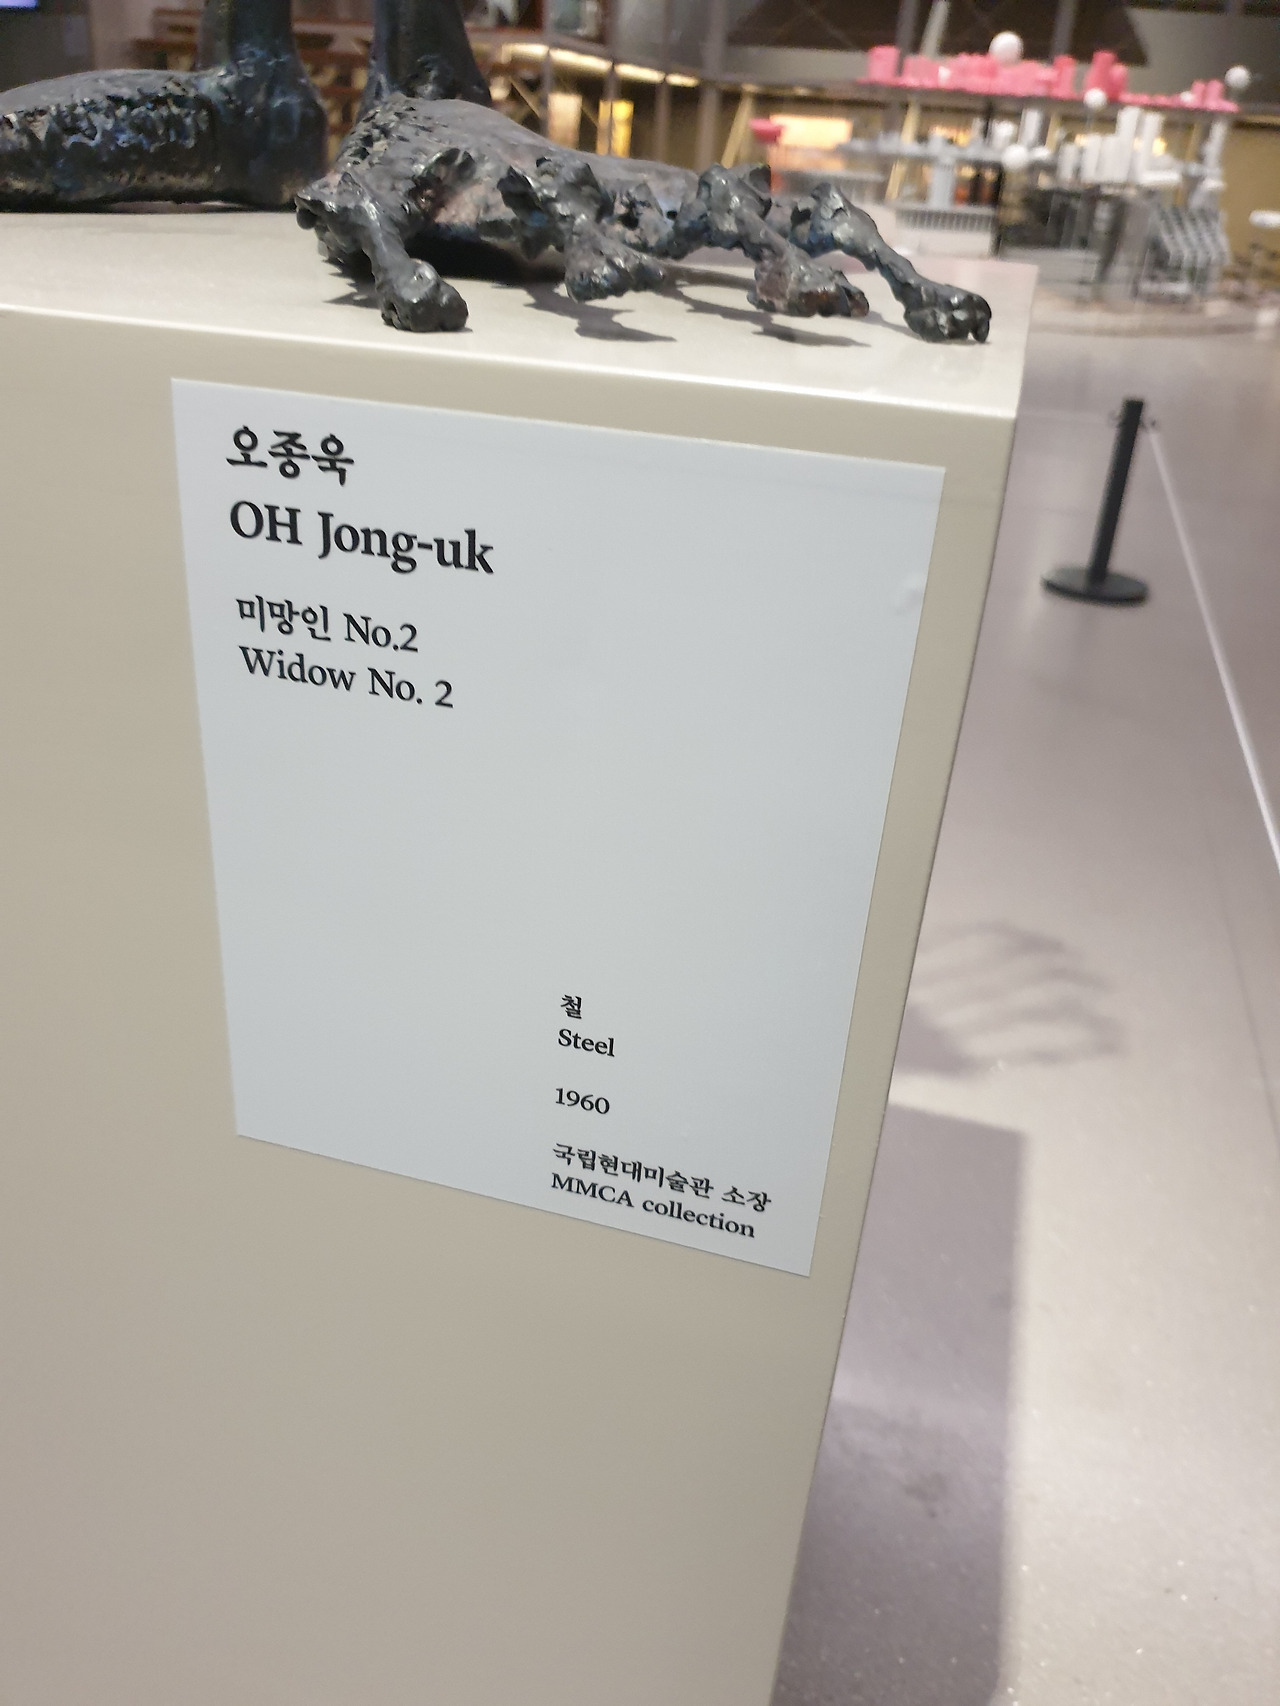 오종욱
OH Jong-uk
미망인 No.2
Widow No. 2
철
Steel
1960
국립현대미술관 소장
MMCA collection